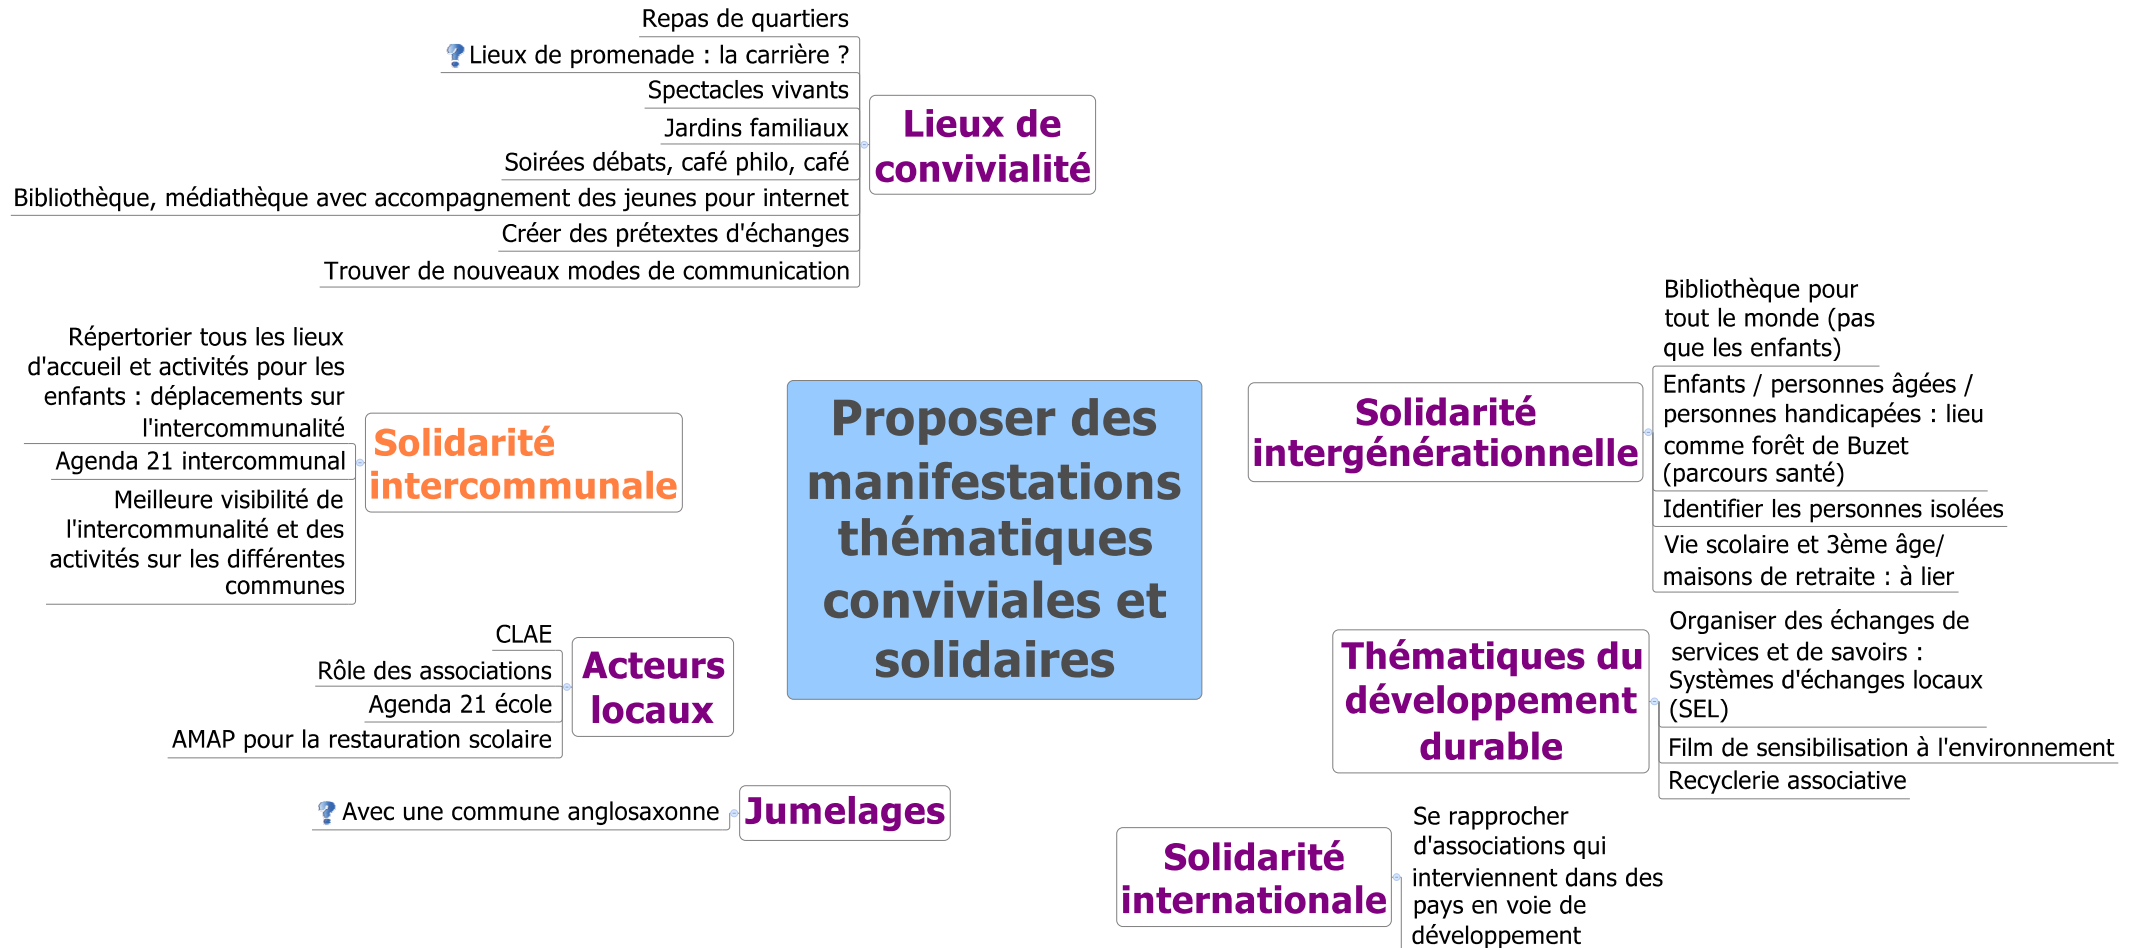 Repas de quartiers
Lieux de promenade : la carrière ?
Spectacles vivants
Jardins familiaux
Soirées débats, café philo, café
Bibliothèque, médiathèque avec accompagnement des jeunes pour internet
Créer des prétextes d'échanges
Trouver de nouveaux modes de communication
Lieux de
convivialité
Répertorier tous les lieux
d'accueil et activités pour les
enfants : déplacements sur
l'intercommunalité
Agenda 21 intercommunal
Meilleure visibilité de
l'intercommunalité et des
activités sur les différentes
communes
Solidarité
intercommunale
CLAE
Rôle des associations
Agenda 21 école
AMAP pour la restauration scolaire
Acteurs
locaux
Avec une commune anglosaxonne
Jumelages
Proposer des
manifestations
thématiques
conviviales et
solidaires
Solidarité
intergénérationnelle
Bibliothèque pour
tout le monde (pas
que les enfants)
Enfants / personnes âgées /
personnes handicapées : lieu
comme forêt de Buzet
(parcours santé)
Identifier les personnes isolées
Vie scolaire et 3ème âge/
maisons de retraite : à lier
Thématiques du
développement
durable
Organiser des échanges de
services et de savoirs :
Systèmes d'échanges locaux
(SEL)
Film de sensibilisation à l'environnement
Recyclerie associative
Solidarité
internationale
Se rapprocher
d'associations qui
interviennent dans des
pays en voie de
développement